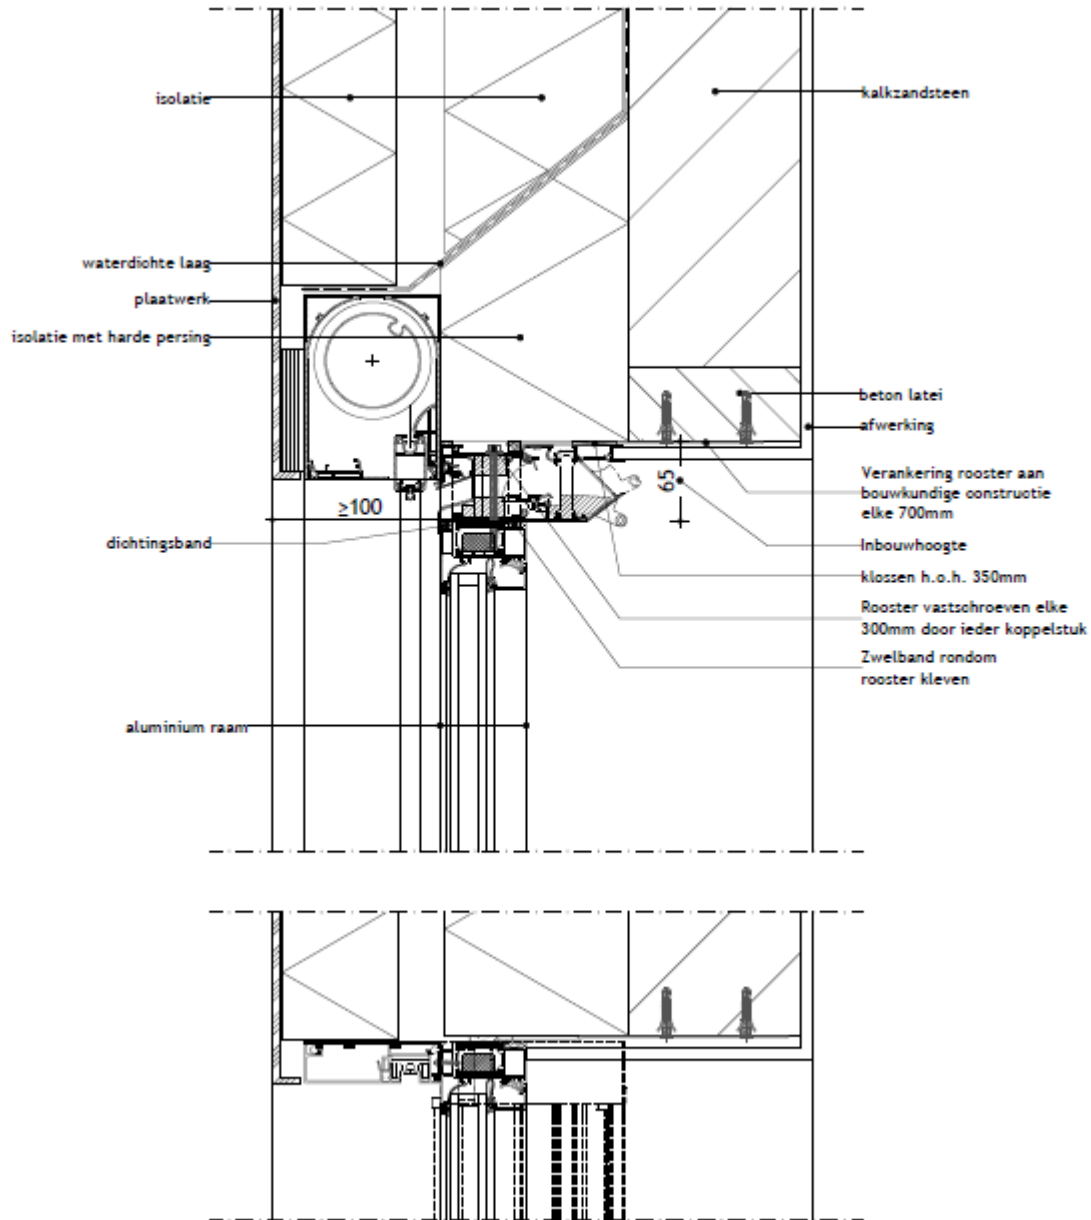 isolatie
kalkzandsteen
waterdichte laag
plaatwerk
isolatie met harde persing
beton latei
afwerking
Verankering rooster aan
bouwkundige constructie
elke 700mm
65
≥100
dichtingsband
Inbouwhoogte
klossen h.o.h. 350mm
Rooster vastschroeven elke
300mm door ieder koppelstuk
Zwelband rondom
rooster kleven
aluminium raam